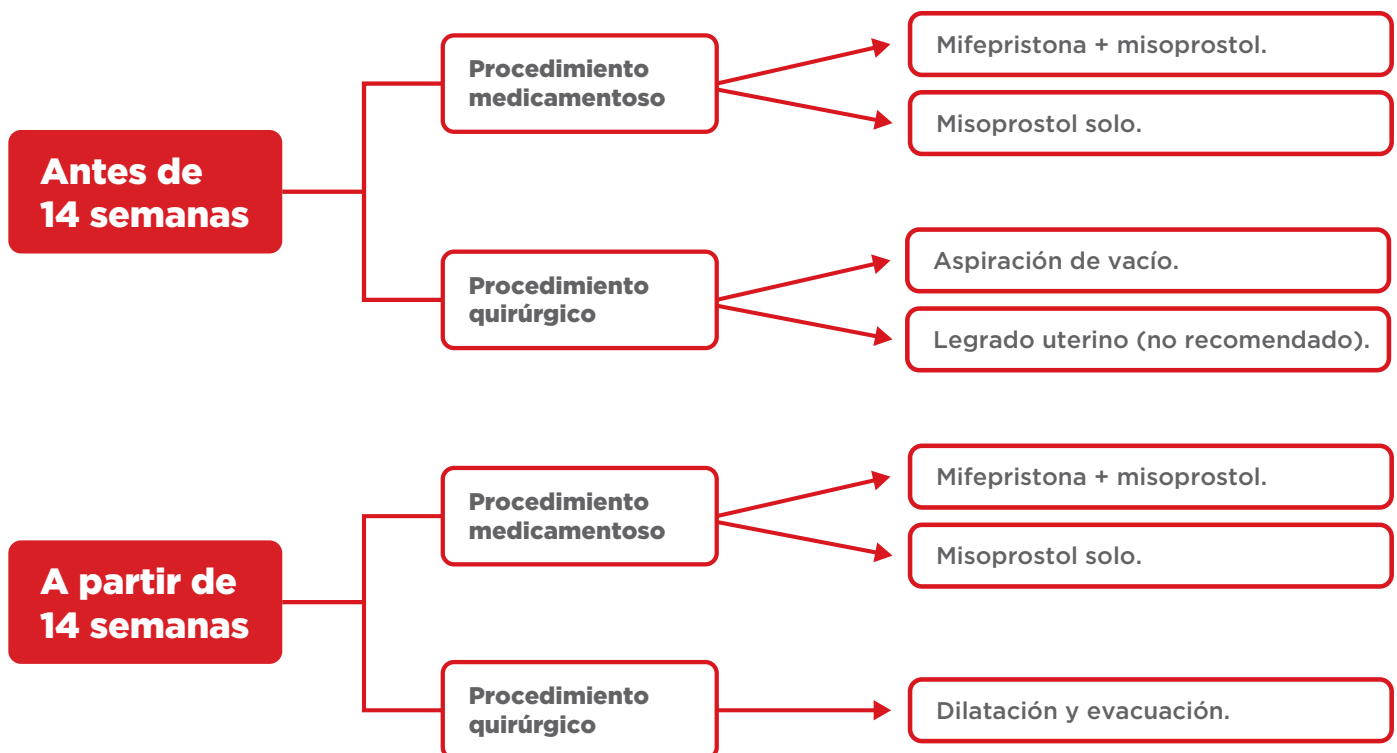 Antes de
14 semanas
Procedimiento
medicamentoso
Mifepristona + misoprostol.
Misoprostol solo.
Procedimiento
quirúrgico
Aspiración de vacío.
Legrado uterino (no recomendado).
A partir de
14 semanas
Procedimiento
medicamentoso
Mifepristona + misoprostol.
Misoprostol solo.
Procedimiento
quirúrgico
Dilatación y evacuación.